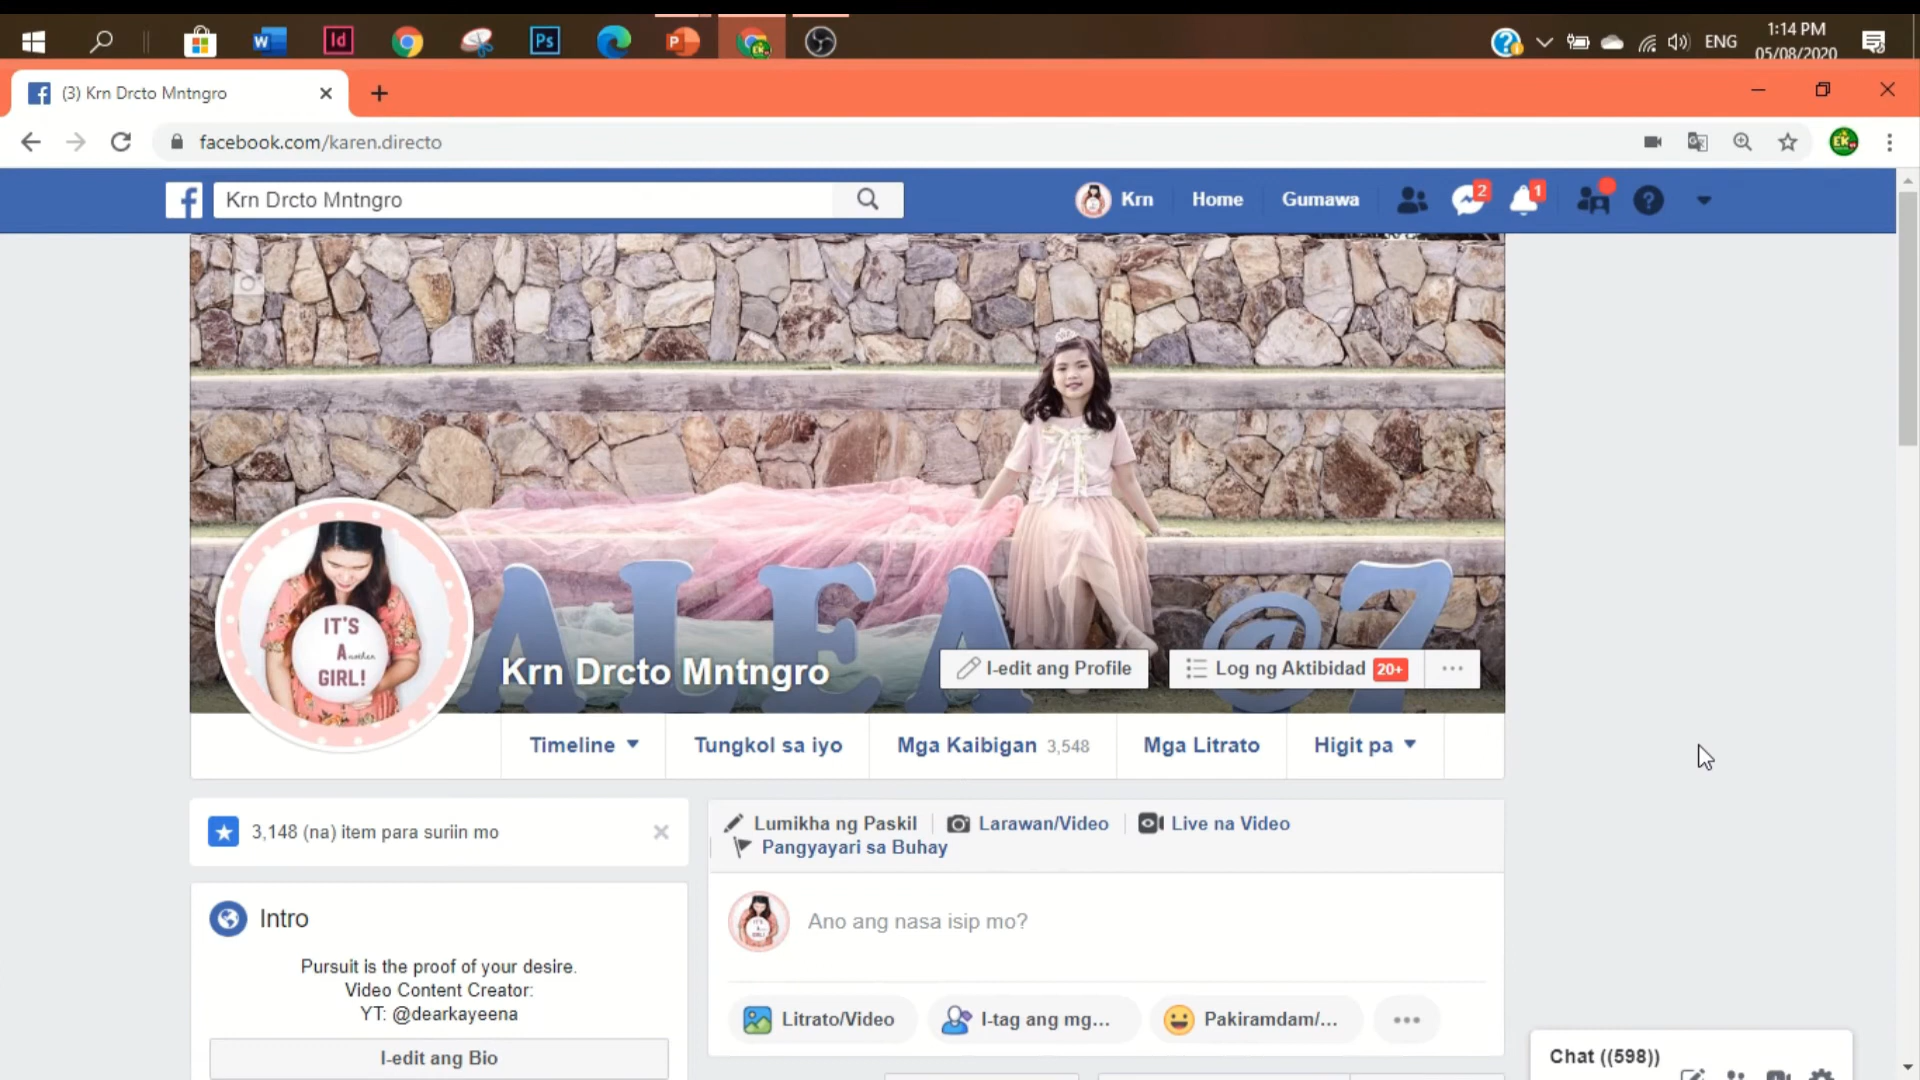 1:14 PM
ENG
05/08/2020
(3) Krn Drcto Mntngro
facebook.com/karen.directo
Krn Drcto Mntngro
Krn
Home
Gumawa
2
1
IT'S
Another
GIRL!
ALEA @7
Krn Drcto Mntngro
I-edit ang Profile
Log ng Aktibidad 20+
Timeline
Tungkol sa iyo
Mga Kaibigan 3,548
Mga Litrato
Higit pa
3,148 (na) item para suriin mo
Lumikha ng Paskil
Larawan/Video
Live na Video
Pangyayari sa Buhay
Intro
Pursuit is the proof of your desire.
Video Content Creator:
YT: @dearkayeena
I-edit ang Bio
Ano ang nasa isip mo?
Litrato/Video
I-tag ang mg...
Pakiramdam/...
Chat ((598))